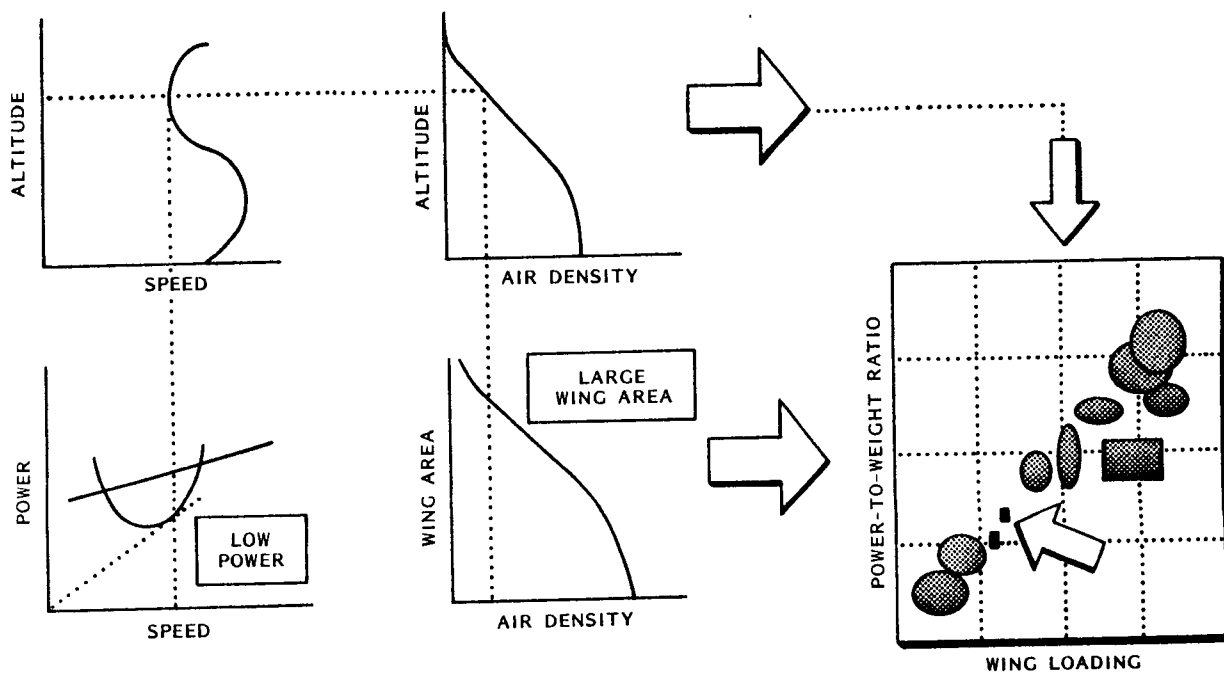 ALTITUDE
SPEED
ALTITUDE
AIR DENSITY
POWER
LOW
POWER
SPEED
WING AREA
LARGE
WING AREA
AIR DENSITY
POWER-TO-WEIGHT RATIO
WING LOADING